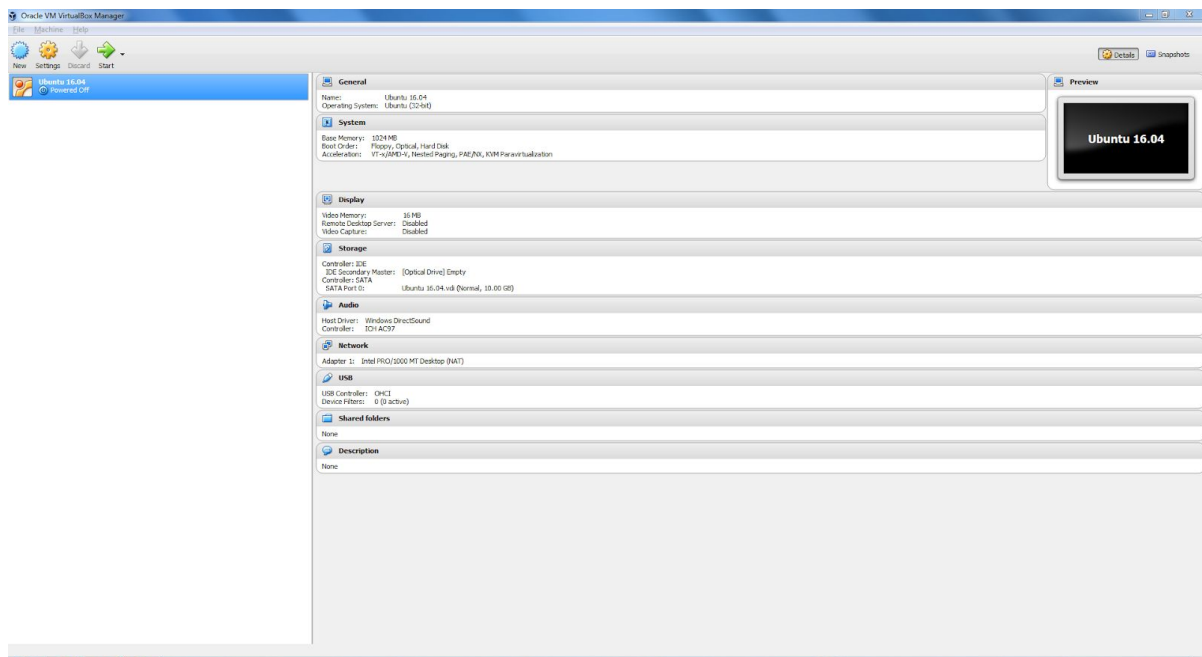 Oracle VM VirtualBox Manager
File Machine Help
New Settings Discard Start
Details Snapshots
Ubuntu 16.04
Powered Off
General
Name: Ubuntu 16.04
Operating System: Ubuntu (32-bit)
System
Base Memory: 1024 MB
Boot Order: Floppy, Optical, Hard Disk
Acceleration: VT-x/AMD-V, Nested Paging, PAE/NX, KVM Paravirtualization
Preview
Ubuntu 16.04
Display
Video Memory: 16 MB
Remote Desktop Server: Disabled
Video Capture: Disabled
Storage
Controller: IDE
IDE Secondary Master: [Optical Drive] Empty
Controller: SATA
SATA Port 0: Ubuntu 16.04.vdi (Normal, 10.00 GB)
Audio
Host Driver: Windows DirectSound
Controller: ICH AC97
Network
Adapter 1: Intel PRO/1000 MT Desktop (NAT)
USB
USB Controller: OHCI
Device Filters: 0 (0 active)
Shared folders
None
Description
None